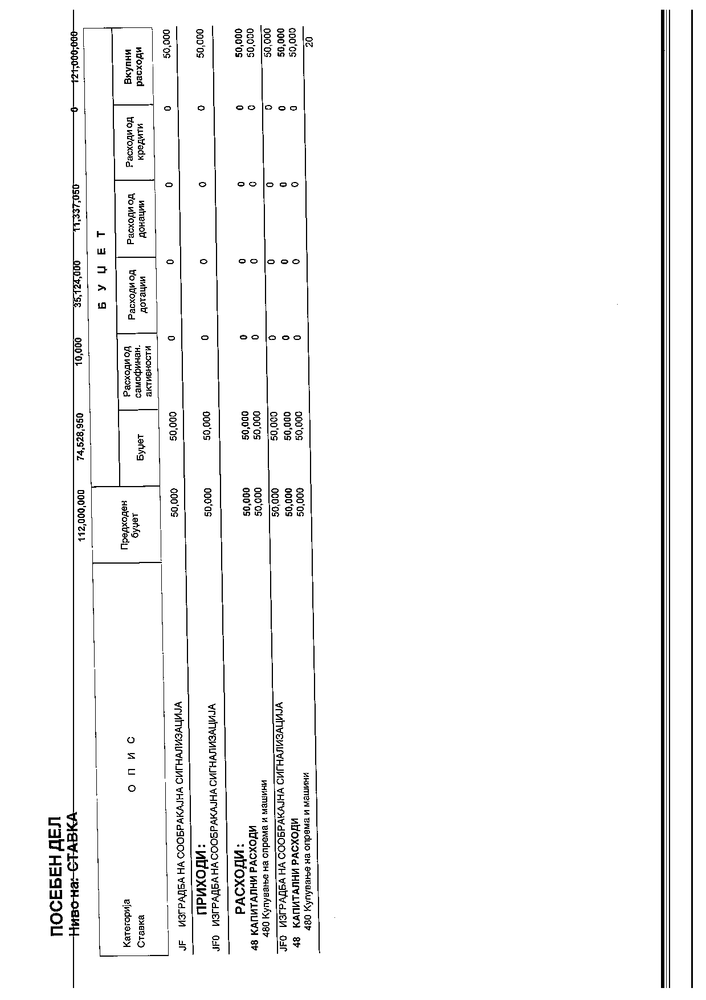 ПОСЕБЕН ДЕЛ
Ниво на: СТАВКА
112,000,000 74,528,950 10,000 35,124,000 11,337,050 0 121,000,000
Категорија
Ставка
О П И С
Предходен
буџет
Б У Џ Е Т
Буџет
Расходи од
самофинан.
активности
Расходи од
дотации
Расходи од
донации
Расходи од
кредити
Вкупни
расходи
JF ИЗГРАДБА НА СООБРАКАЈНА СИГНАЛИЗАЦИЈА 50,000 50,000 0 0 0 0 50,000
ПРИХОДИ :
JF0 ИЗГРАДБА НА СООБРАКАЈНА СИГНАЛИЗАЦИЈА 50,000 50,000 0 0 0 0 50,000
РАСХОДИ : 50,000 50,000 0 0 0 0 50,000
48 КАПИТАЛНИ РАСХОДИ 50,000 50,000 0 0 0 0 50,000
480 Купување на опрема и машини 50,000 50,000 0 0 0 0 50,000
JF0 ИЗГРАДБА НА СООБРАКАЈНА СИГНАЛИЗАЦИЈА 50,000 50,000 0 0 0 0 50,000
48 КАПИТАЛНИ РАСХОДИ 50,000 50,000 0 0 0 0 50,000
480 Купување на опрема и машини
20